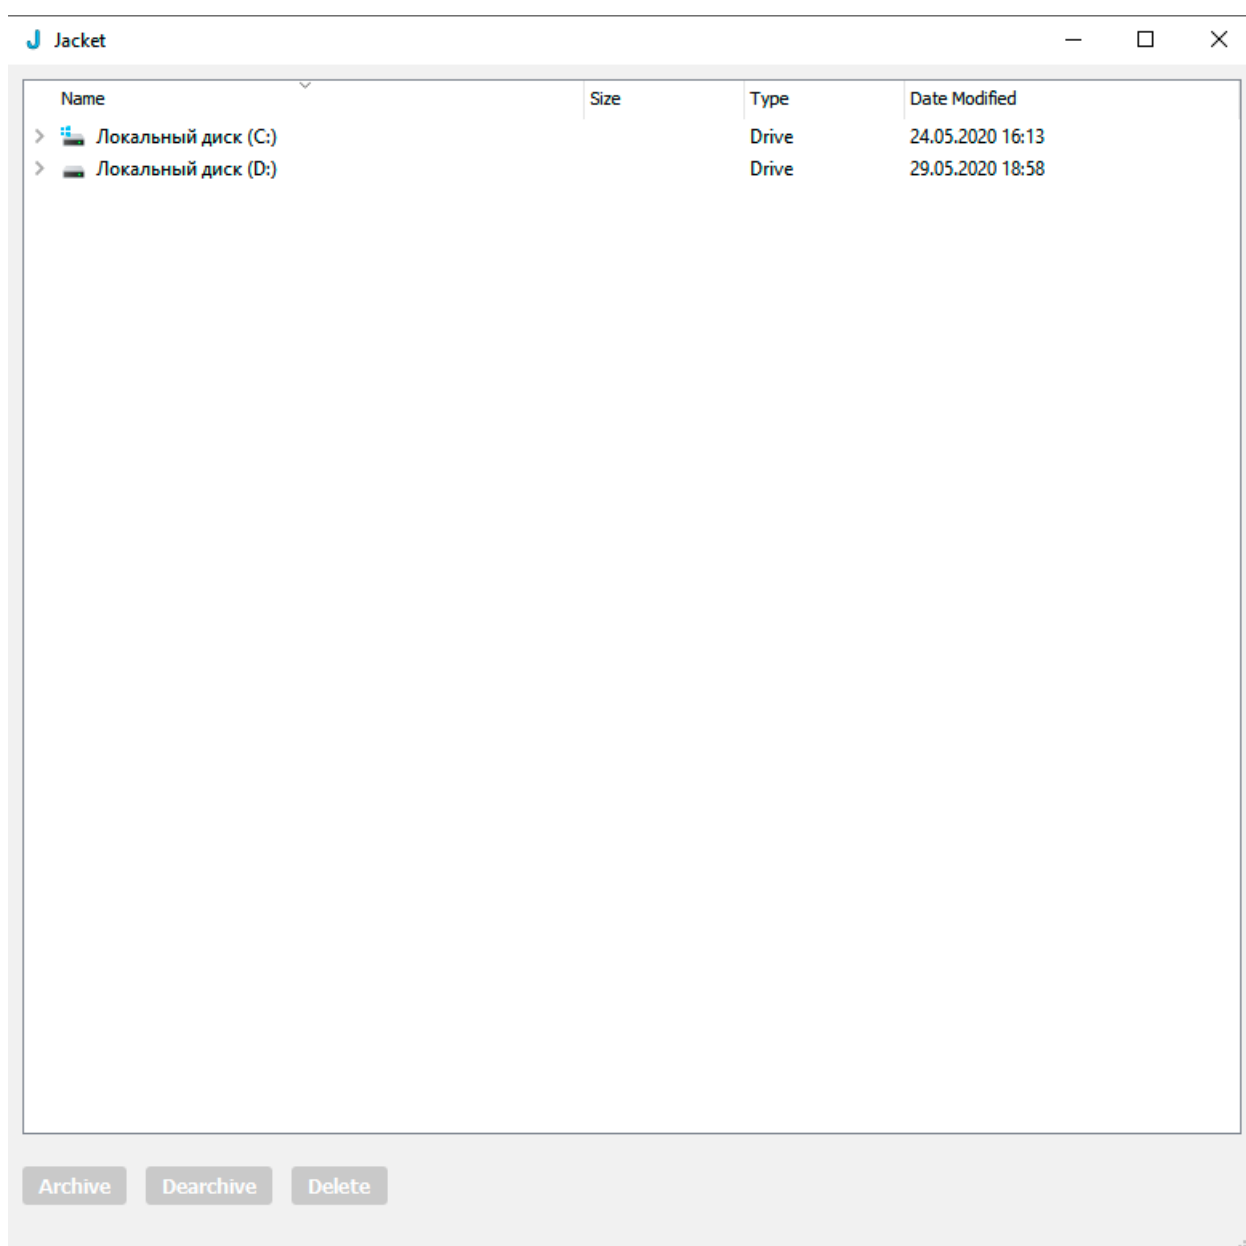 Jacket
Name Size Type Date Modified
Локальный диск (C:) Drive 24.05.2020 16:13
Локальный диск (D:) Drive 29.05.2020 18:58
Archive Dearchive Delete